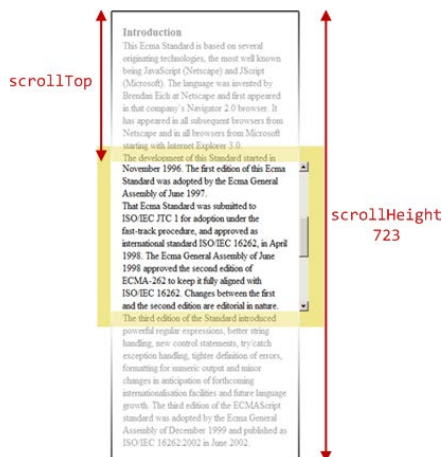 Introduction
This Ecma Standard is based on several
originating technologies, the most well known
being JavaScript (Netscape) and JScript
(Microsoft). The language was invented by
Brendan Eich at Netscape and first appeared
in that company's Navigator 2.0 browser. It
has appeared in all subsequent browsers from
Netscape and in all browsers from Microsoft
starting with Internet Explorer 3.0.
The development of this Standard started in
November 1996. The first edition of this Ecma
Standard was adopted by the Ecma General
Assembly of June 1997.
That Ecma Standard was submitted to
ISO/IEC JTC 1 for adoption under the
fast-track procedure, and approved as
international standard ISO/IEC 16262, in April
1998. The Ecma General Assembly of June
1998 approved the second edition of
ECMA-262 to keep it fully aligned with
ISO/IEC 16262. Changes between the first
and the second edition are editorial in nature.
The third edition of the Standard introduced
powerful regular expressions, better string
handling, new control statements, try/catch
exception handling, tighter definition of errors,
formatting for numeric output and minor
changes in anticipation of forthcoming
internationalisation facilities and future language
growth. The third edition of the ECMAScript
standard was adopted by the Ecma General
Assembly of December 1999 and published as
ISO/IEC 16262:2002 in June 2002.
scrollTop
scrollHeight
723